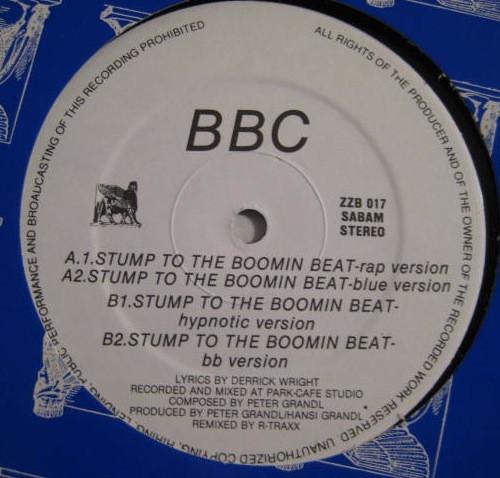 ALL RIGHTS OF THE PRODUCER AND OF THE OWNER OF THE RECORDED WORK RESERVED. UNAUTHORIZED COPYING, HIRING, LENDING, PUBLIC PERFORMANCE AND BROADCASTING OF THIS RECORDING PROHIBITED
BBC
ZZB 017
SABAM
STEREO
A.1.STUMP TO THE BOOMIN BEAT-rap version
A2.STUMP TO THE BOOMIN BEAT-blue version
B1.STUMP TO THE BOOMIN BEAT-
hypnotic version
B2.STUMP TO THE BOOMIN BEAT-
bb version
LYRICS BY DERRICK WRIGHT
RECORDED AND MIXED AT PARK-CAFE STUDIO
COMPOSED BY PETER GRANDL
PRODUCED BY PETER GRANDL/HANSI GRANDL
REMIXED BY R-TRAXX